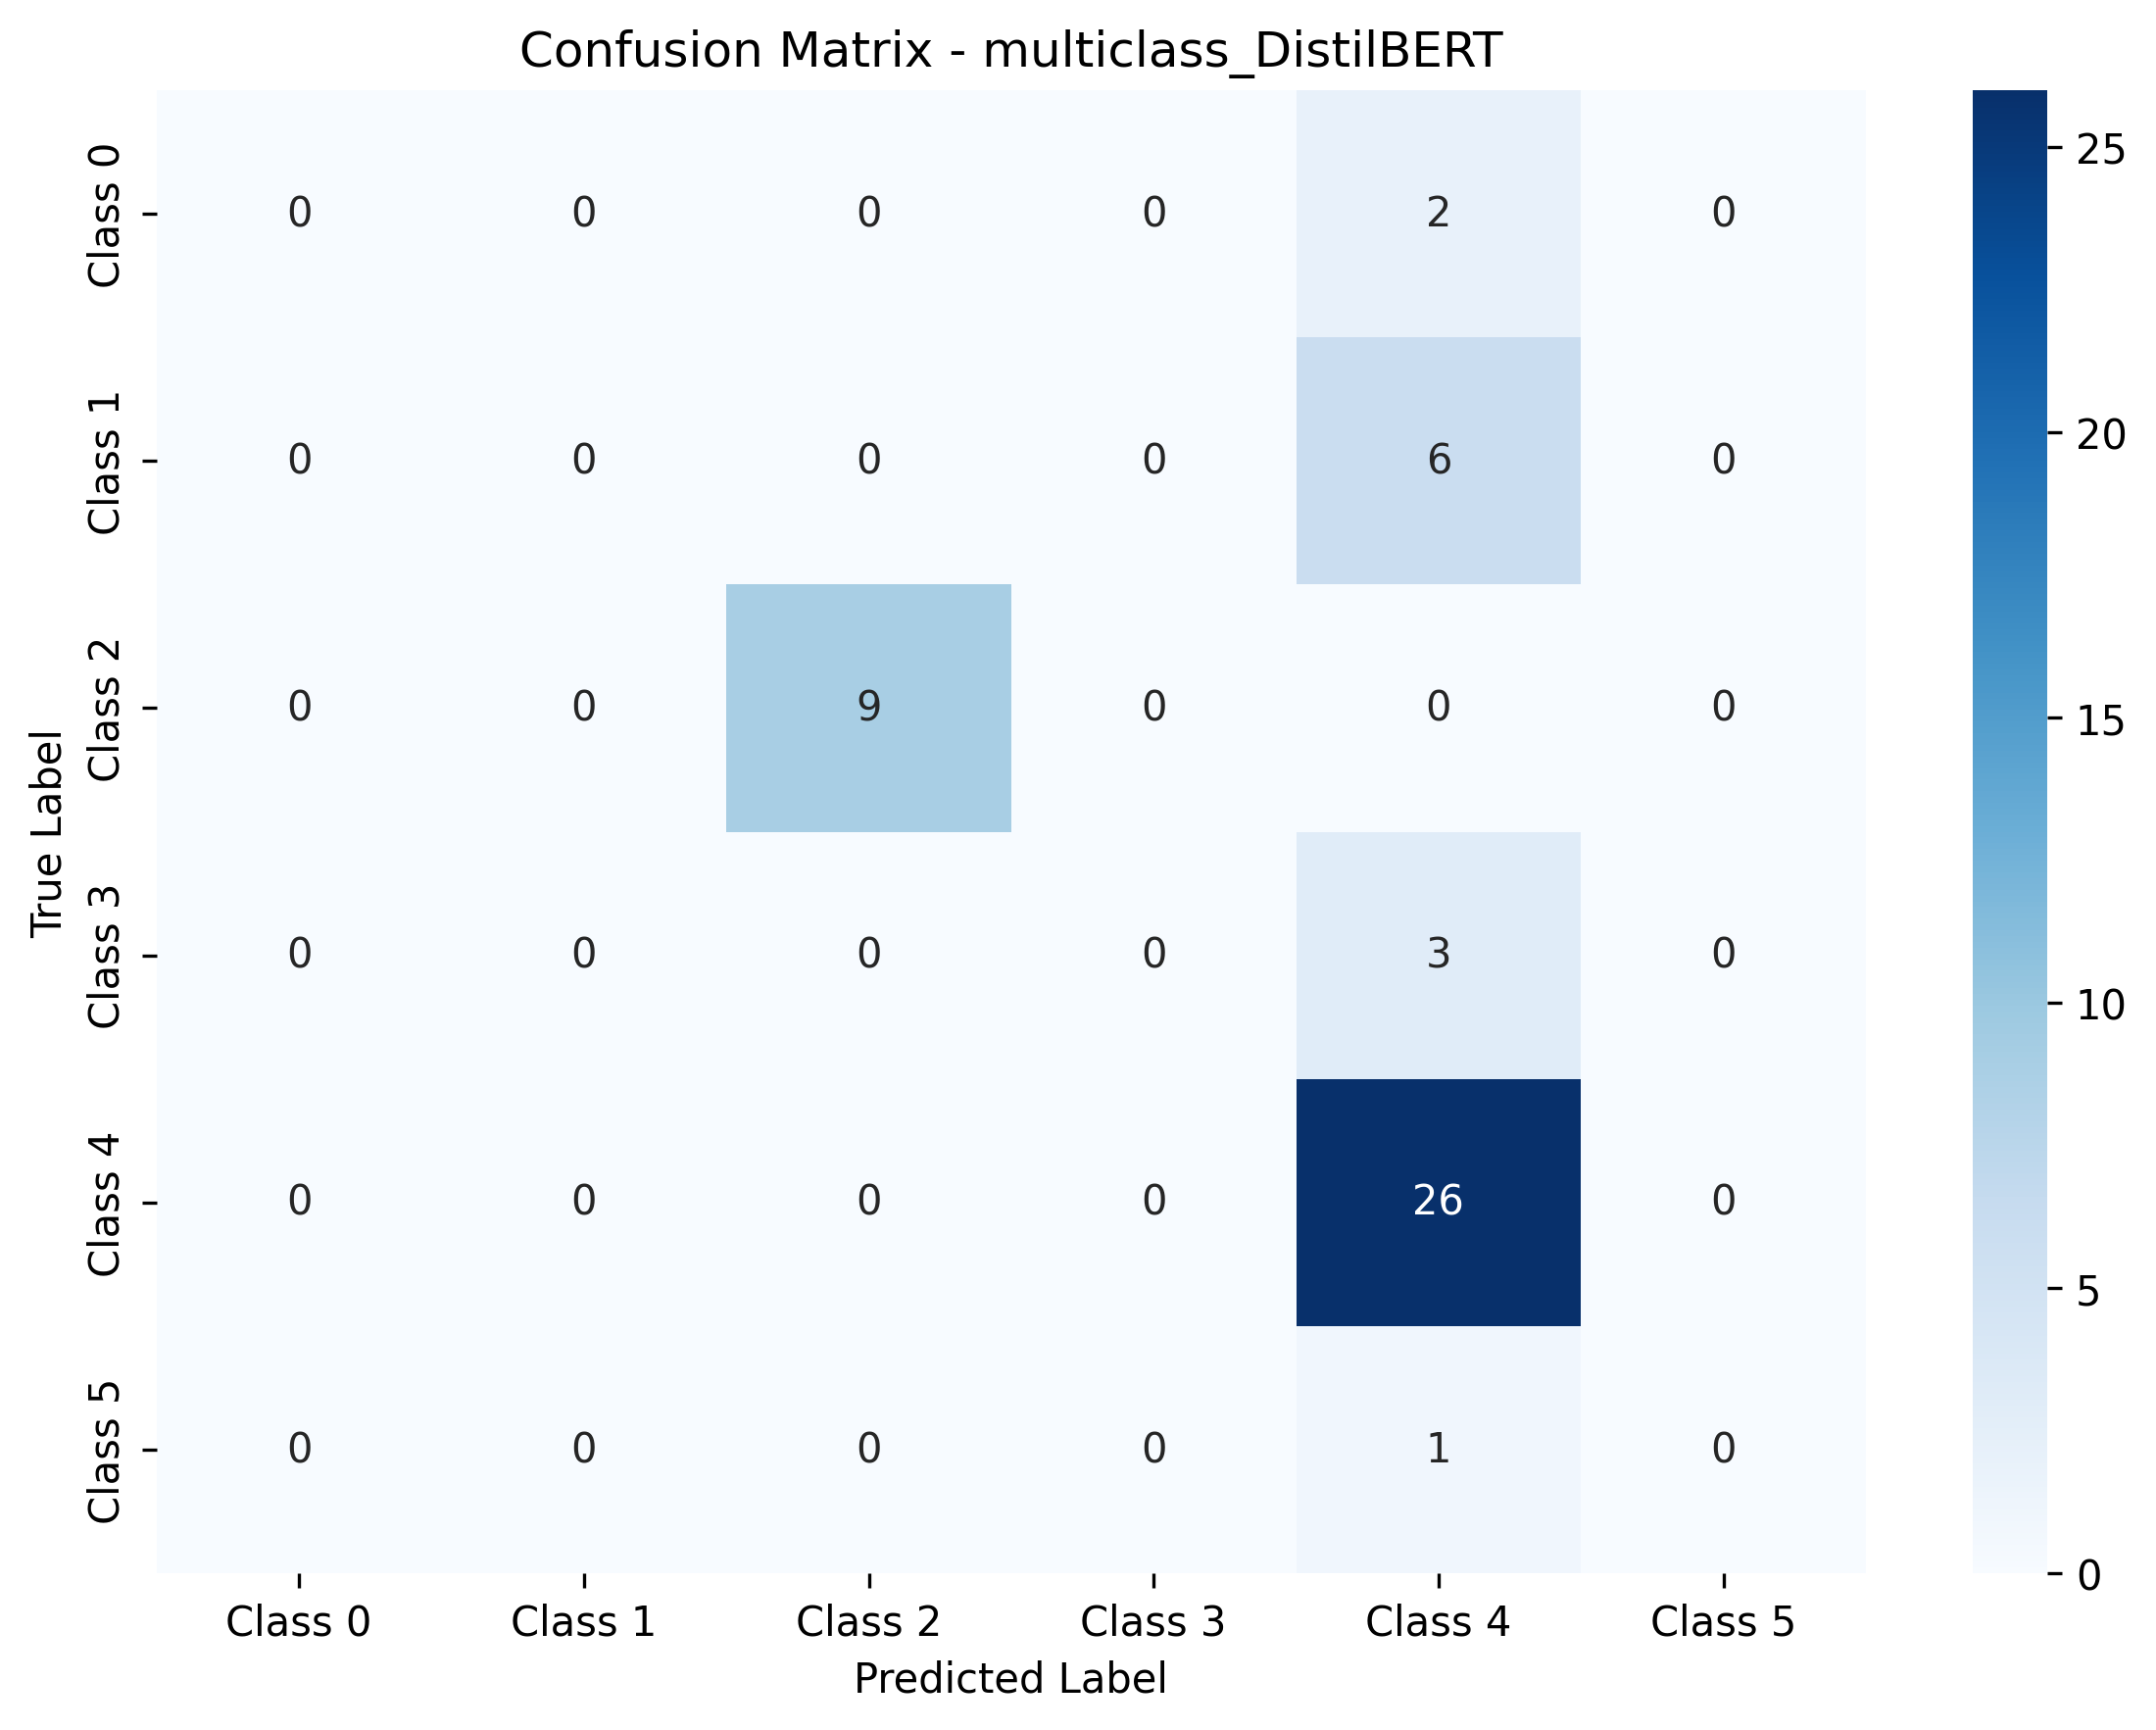 Confusion Matrix - multiclass_DistilBERT
True Label
Class 0
0 0 0 0 2 0
Class 1
0 0 0 0 6 0
Class 2
0 0 9 0 0 0
Class 3
0 0 0 0 3 0
Class 4
0 0 0 0 26 0
Class 5
0 0 0 0 1 0
Class 0 Class 1 Class 2 Class 3 Class 4 Class 5
Predicted Label
25
20
15
10
5
0